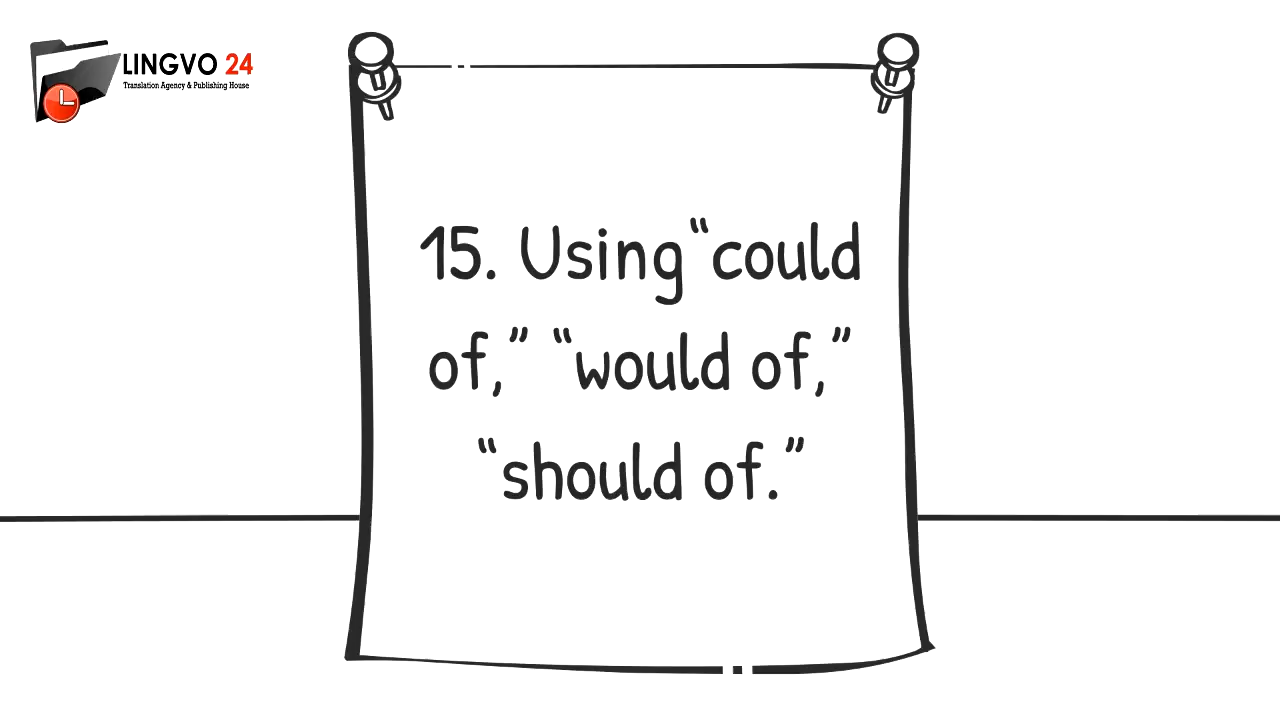 LINGVO 24
Translation Agency & Publishing House
15. Using “could
of,” “would of,”
“should of.”